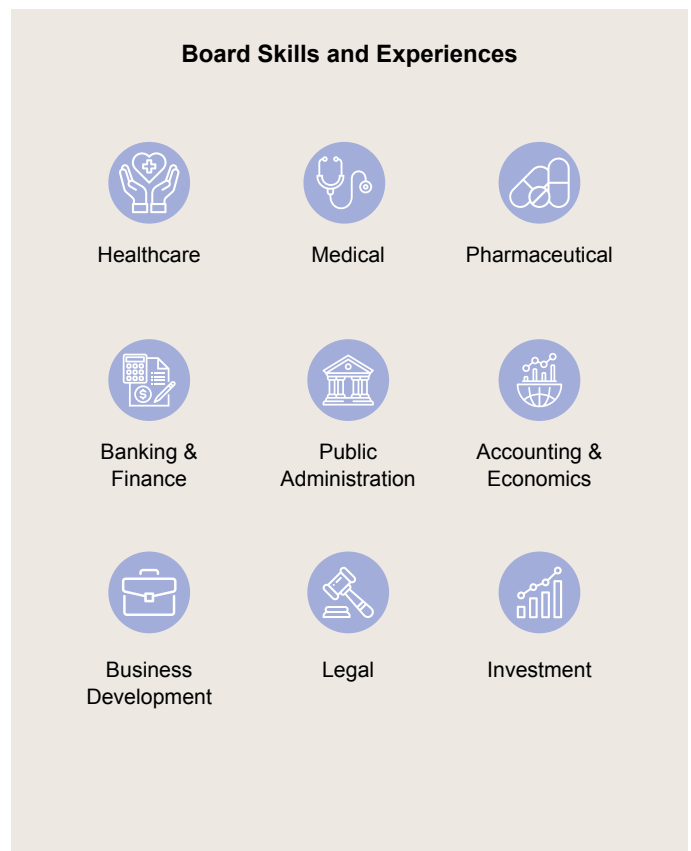 Board Skills and Experiences
Healthcare
Medical
Pharmaceutical
Banking &
Finance
Public
Administration
Accounting &
Economics
Business
Development
Legal
Investment